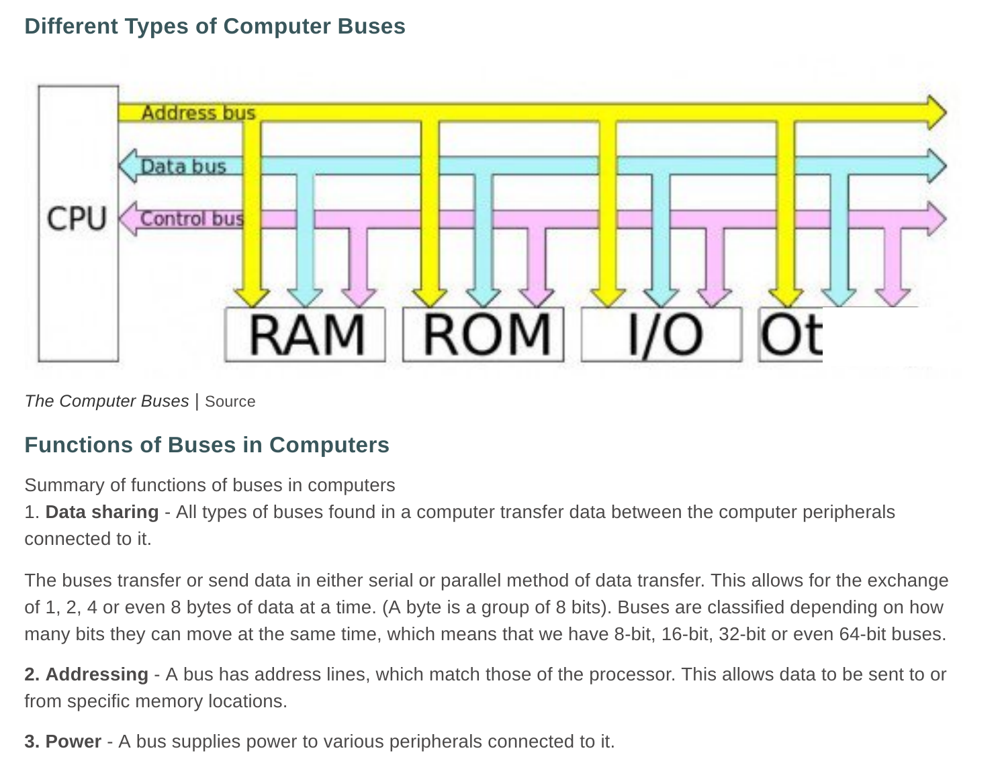 Different Types of Computer Buses
Address bus
Data bus
Control bus
CPU
RAM ROM I/O
The Computer Buses | Source
Functions of Buses in Computers
Summary of functions of buses in computers
1. Data sharing - All types of buses found in a computer transfer data between the computer peripherals
connected to it.
The buses transfer or send data in either serial or parallel method of data transfer. This allows for the exchange
of 1, 2, 4 or even 8 bytes of data at a time. (A byte is a group of 8 bits). Buses are classified depending on how
many bits they can move at the same time, which means that we have 8-bit, 16-bit, 32-bit or even 64-bit buses.
2. Addressing - A bus has address lines, which match those of the processor. This allows data to be sent to or
from specific memory locations.
3. Power - A bus supplies power to various peripherals connected to it.